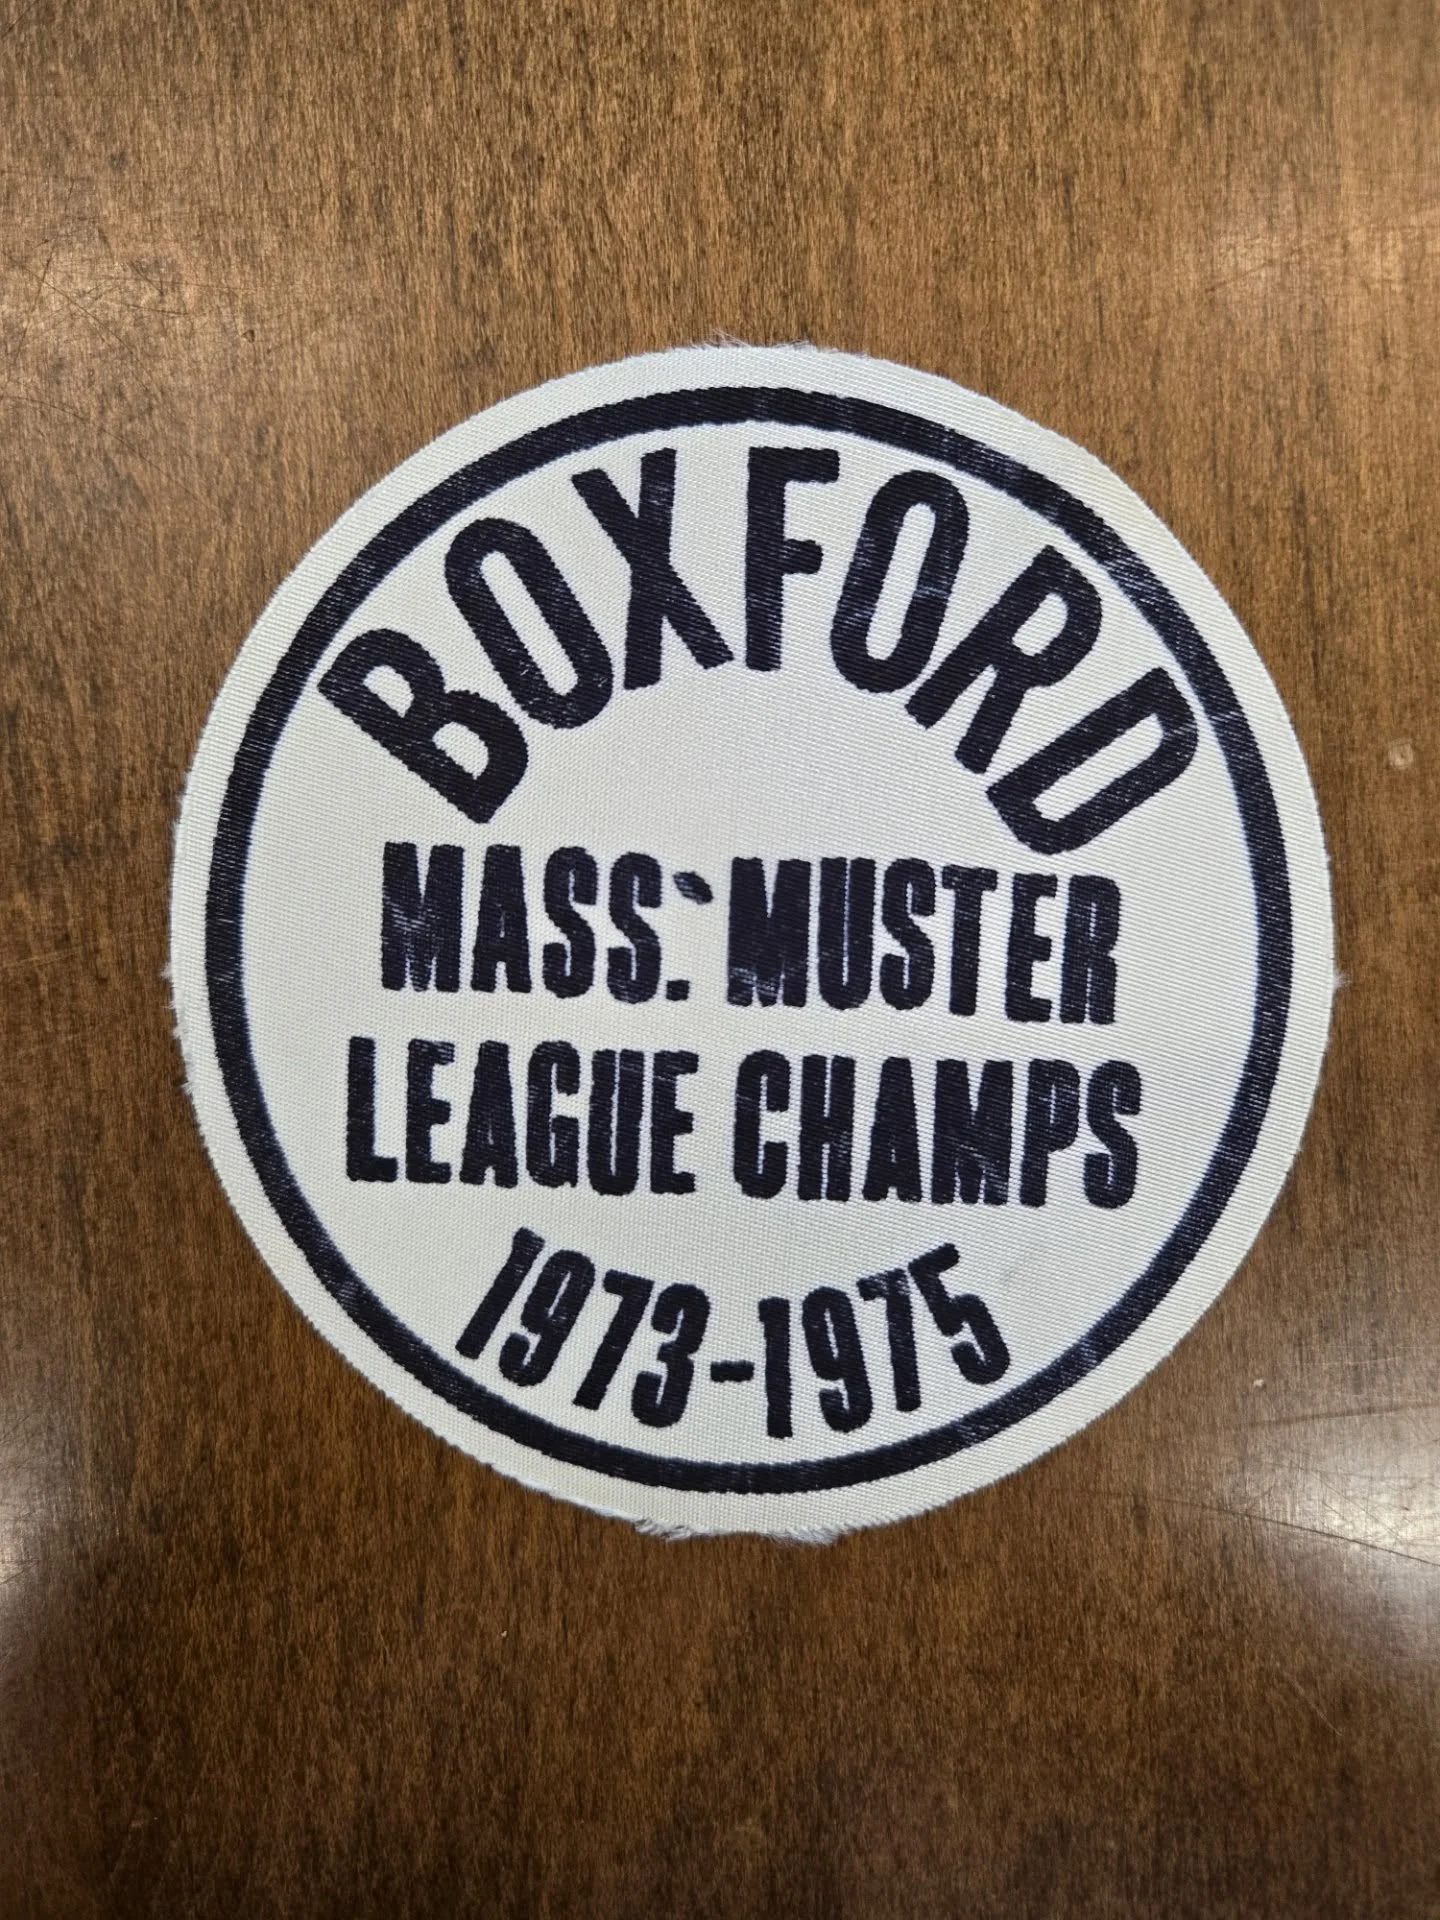 BOXFORD
MASS. MUSTER
LEAGUE CHAMPS
1973-1975